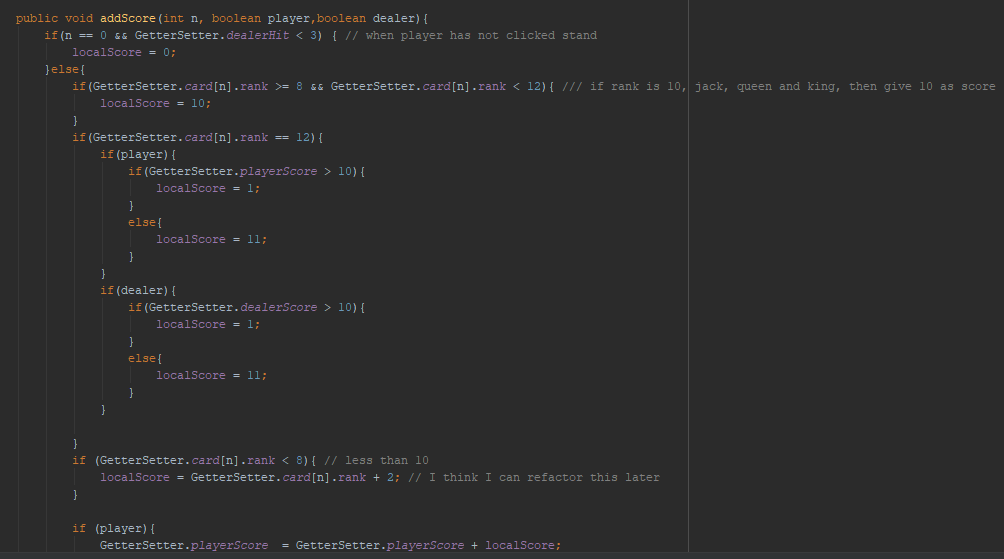 public void addScore(int n, boolean player,boolean dealer){
if(n == 0 && GetterSetter.dealerHit < 3) { // when player has not clicked stand
localScore = 0;
}else{
if(GetterSetter.card[n].rank >= 8 && GetterSetter.card[n].rank < 12){ /// if rank is 10, jack, queen and king, then give 10 as score
localScore = 10;
}
if(GetterSetter.card[n].rank == 12){
if(player){
if(GetterSetter.playerScore > 10){
localScore = 1;
}
else{
localScore = 11;
}
}
if(dealer){
if(GetterSetter.dealerScore > 10){
localScore = 1;
}
else{
localScore = 11;
}
}
}
if (GetterSetter.card[n].rank < 8){ // less than 10
localScore = GetterSetter.card[n].rank + 2; // I think I can refactor this later
}
if (player){
GetterSetter.playerScore = GetterSetter.playerScore + localScore;